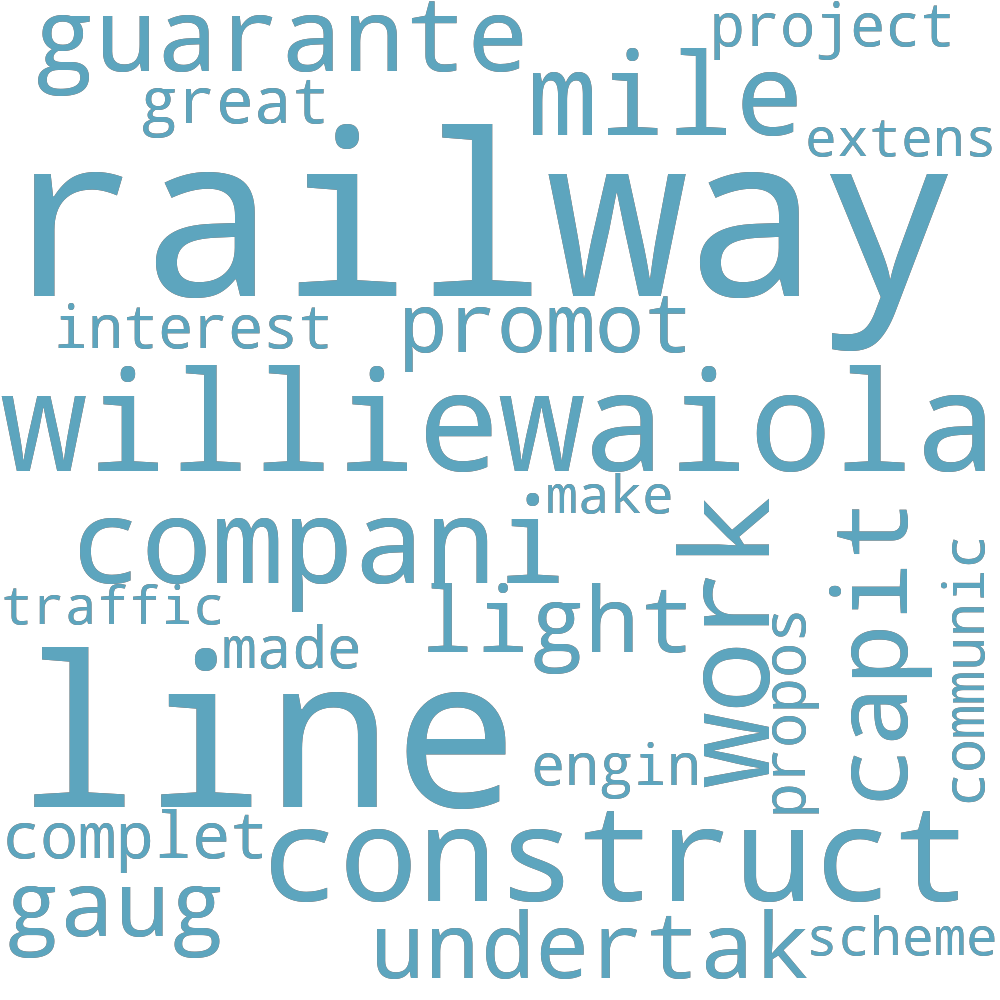 guarante
project
mile
great
extens
railway
interest
promot
williewaiola
make
compani
work
capit
communic
traffic
light
made
propos
line
engin
complet
construct
gaug
undertak
scheme